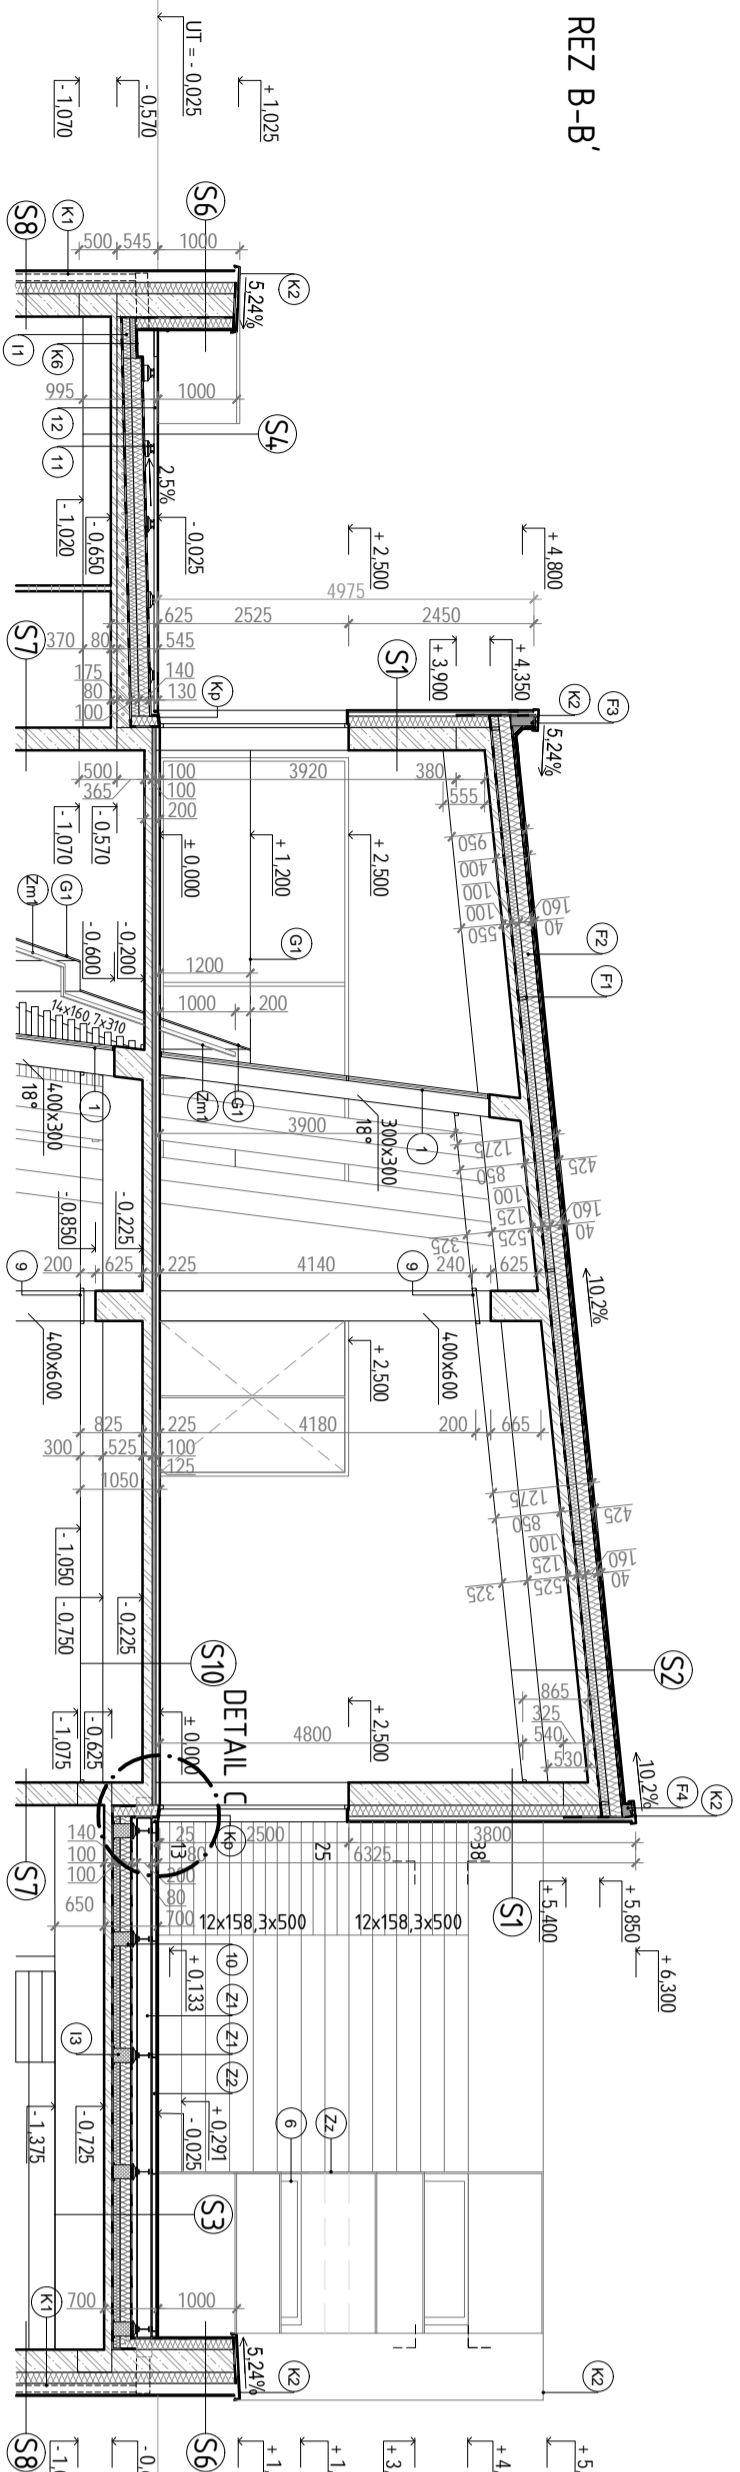 REZ B-B'
UT = - 0,025
+ 1,025
- 0,570
- 1,070
S6
K1
S8
500 545 1000
K2
5,24%
I1
K6
995 1000
12
11
S4
2,5%
- 1,020
- 0,650
- 0,025
+ 2,500
+ 4,800
4975
625 2525 2450
S7
370 80 545
175 140
80 130
100
Kp
S1
+ 3,900
+ 4,350
K2
F3
5,24%
500 100 3920 380
365 100
200
555
- 1,070
- 0,570
± 0,000
+ 1,200
+ 2,500
950
400
100
100
550
160
40
F2
F1
Zm1
G1
- 0,600
- 0,200
G1
1200
1000 200
14x160,7x310
Zm1
G1
1
400x300
18°
3900
300x300
18°
1
1275
850
100
125
525
325
425
160
40
- 0,850
- 0,225
9
200 625 225 4140 240 625
9
10,2%
400x600
+ 2,500
400x600
825 225 4180 200 665
300 525 100
1050 125
1275
850
100
125
525
325
425
160
40
- 1,050
- 0,750
- 0,225
S10
S2
DETAIL C
- 1,075
- 0,625
± 0,000
+ 2,500
4800
865
325
540
530
10,2%
F4
K2
S7
Kp
140 25 2500 3800
100 80 6325
100 200
80
650 700
13
25
38
12x158,3x500
12x158,3x500
S1
+ 5,400
+ 5,850
+ 6,300
10
Z1
Z1
Z2
+ 0,133
I3
- 1,375
- 0,725
+ 0,291
- 0,025
6
Zz
S3
K1
700 1000
5,24%
K2
K2
S8
S6